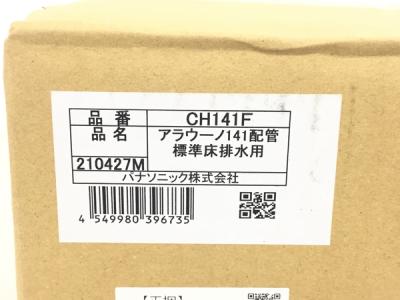 品番 CH141F
品名 アラウーノ141配管
標準床排水用
210427M
パナソニック株式会社
4 549980 396735